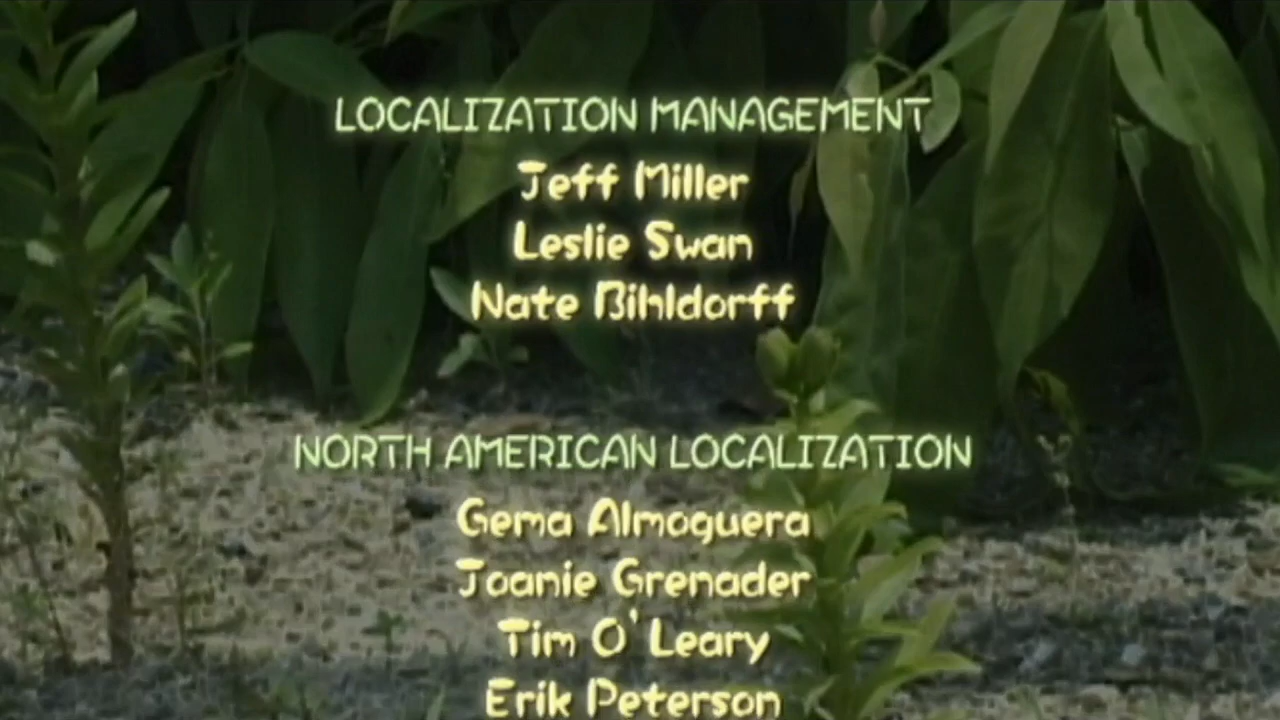 LOCALIZATION MANAGEMENT
Jeff Miller
Leslie Swan
Nate Bihldorff
NORTH AMERICAN LOCALIZATION
Gema Almoguera
Joanie Grenader
Tim O'Leary
Erik Peterson